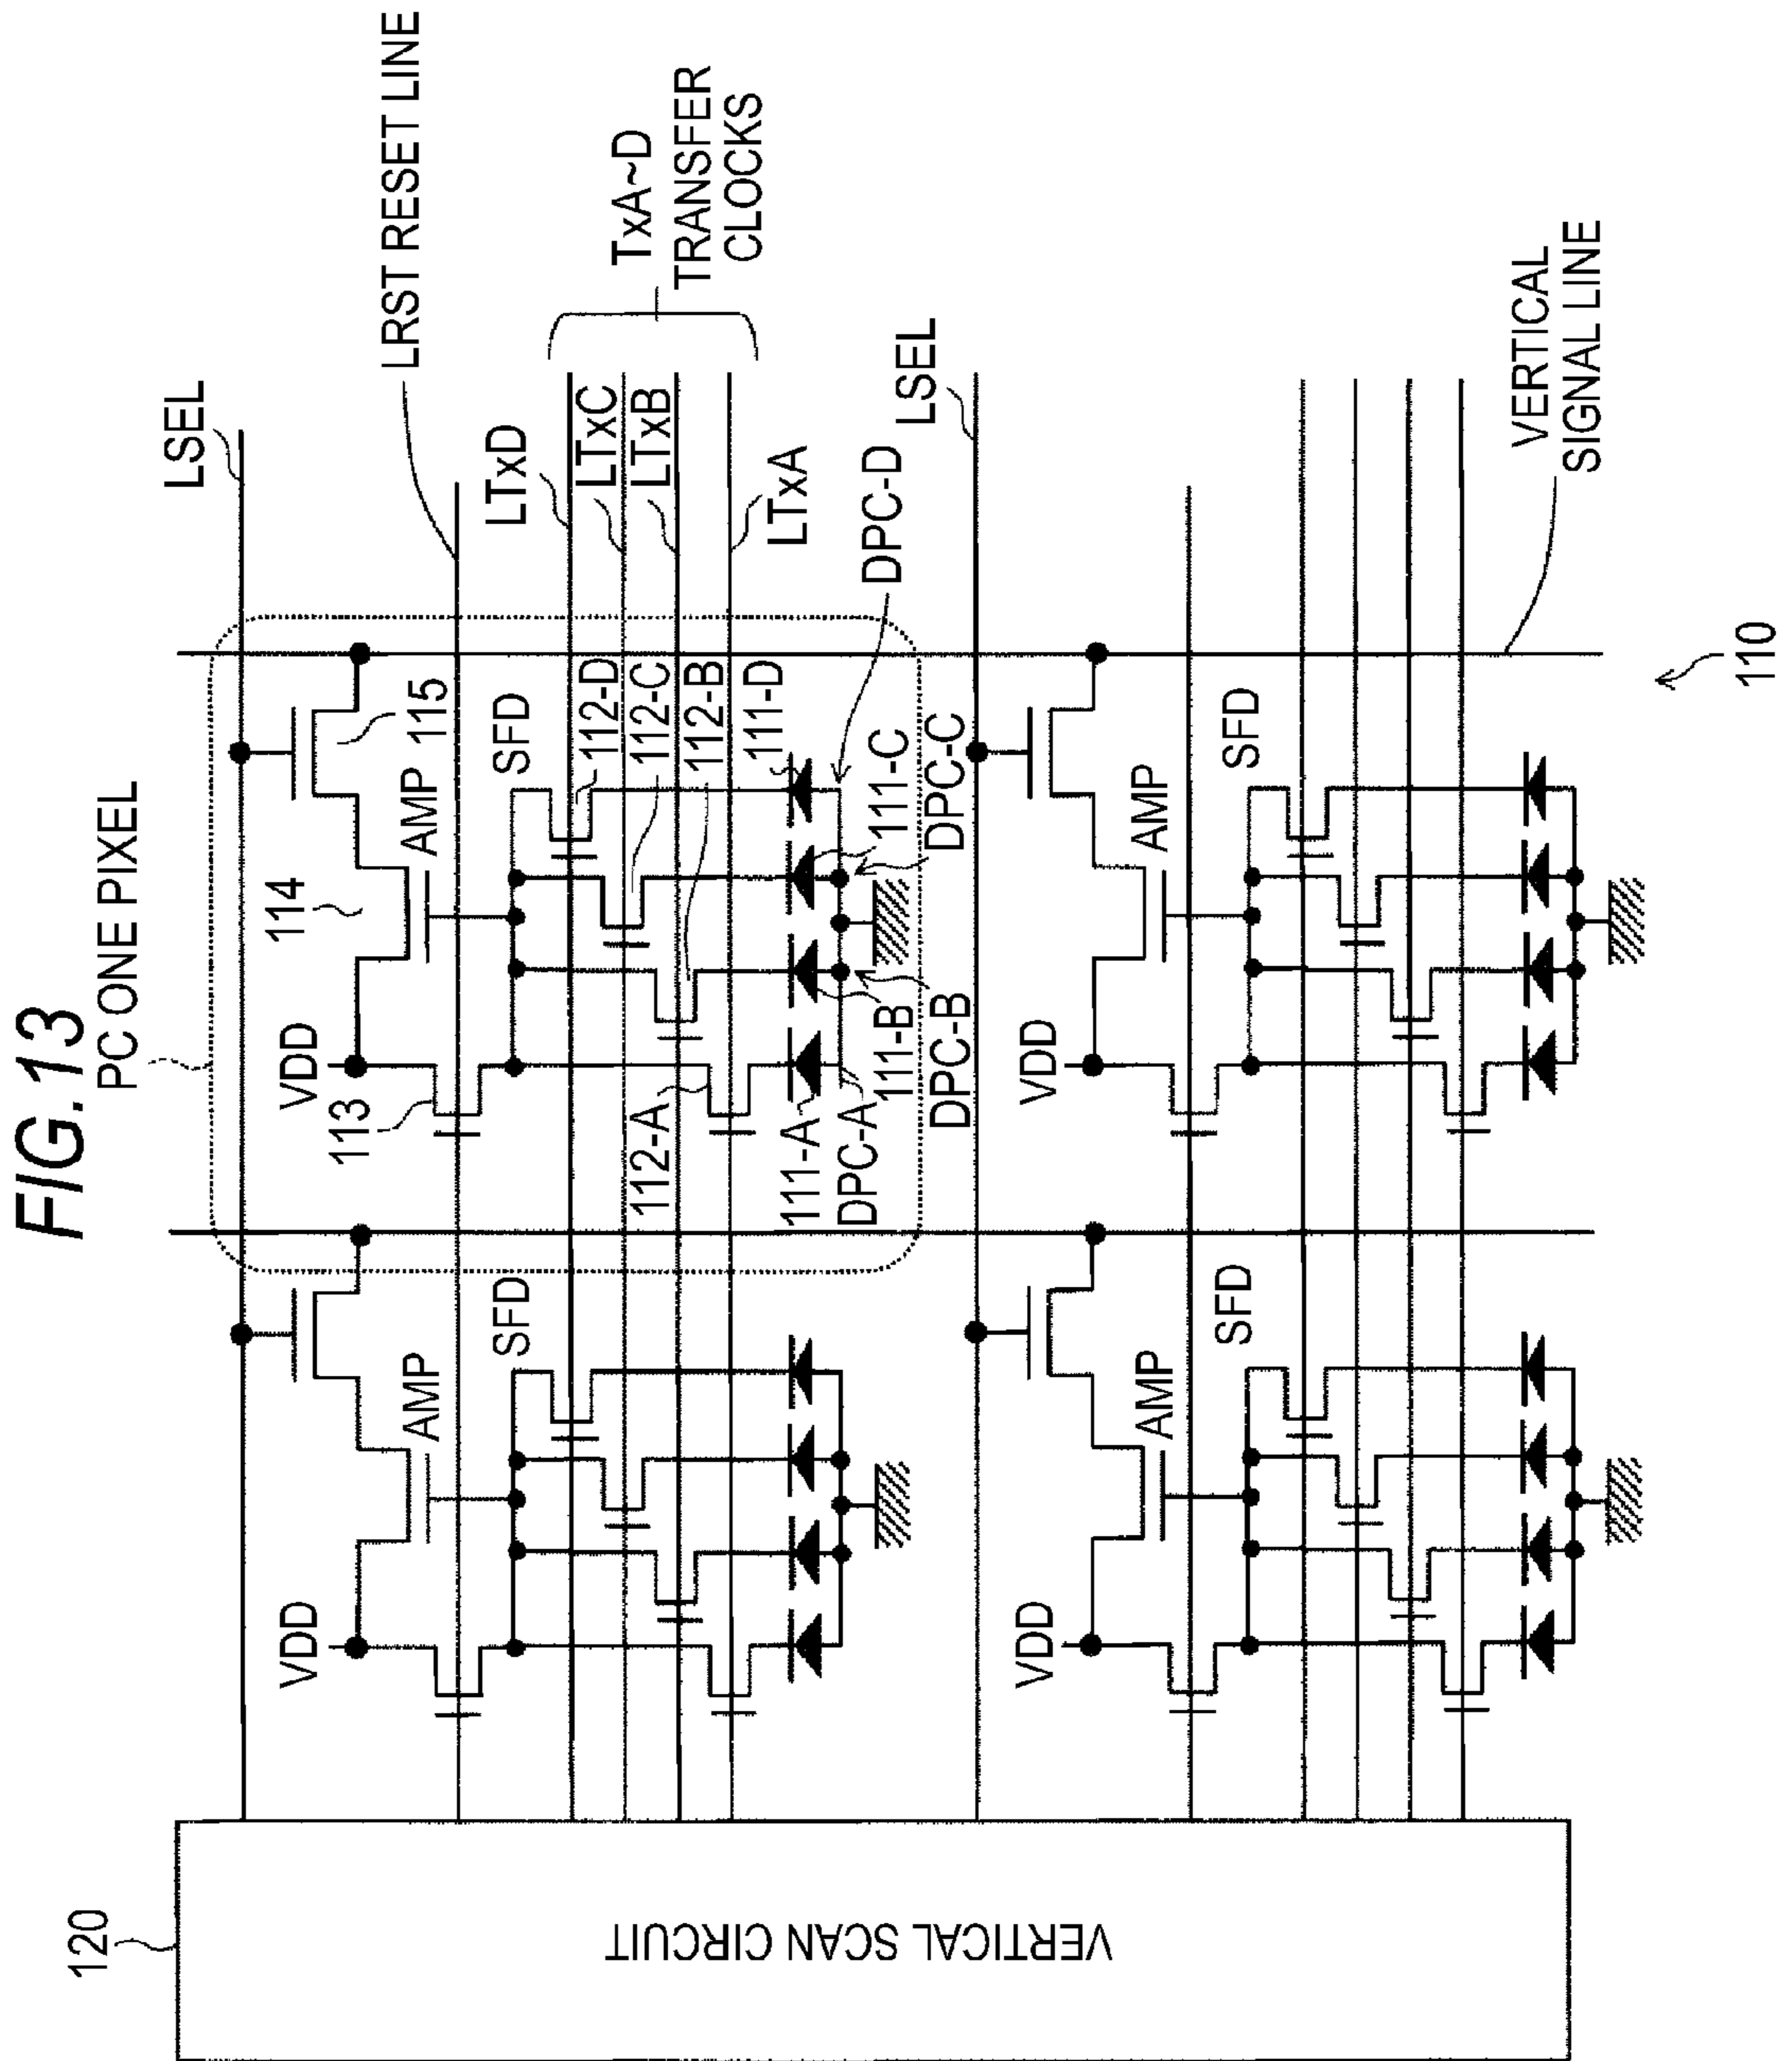 FIG. 13
PC ONE PIXEL
LSEL
LRST RESET LINE
VDD
113
114
AMP
115
SFD
LTxD
LTxC
LTxB
LTxA
TxA~D
TRANSFER
CLOCKS
112-A
112-B
112-C
112-D
111-A
111-B
111-C
111-D
DPC-A
DPC-B
DPC-C
DPC-D
VDD
AMP
SFD
LSEL
VDD
AMP
SFD
VDD
AMP
SFD
VERTICAL
SIGNAL LINE
110
120
VERTICAL SCAN CIRCUIT